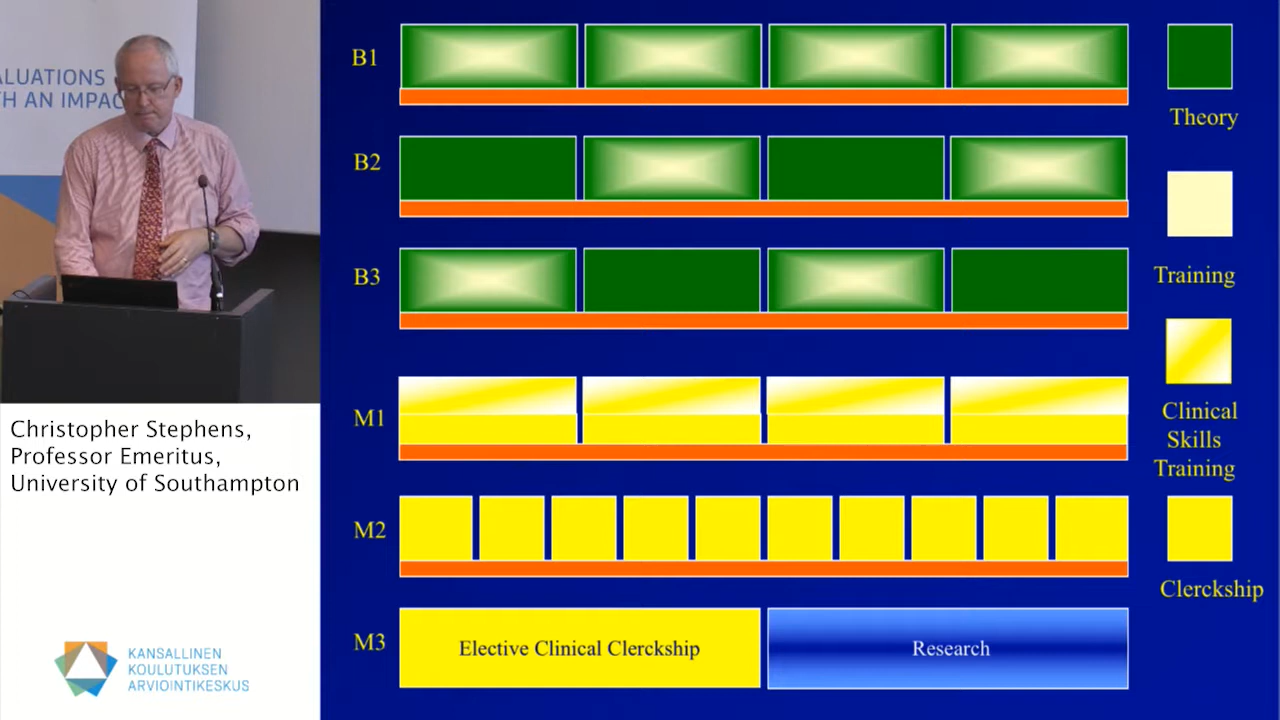 ALUATIONS
TH AN IMPAC
Christopher Stephens,
Professor Emeritus,
University of Southampton
KANSALLINEN
KOULUTUKSEN
ARVIOINTIKESKUS
B1
B2
B3
M1
M2
M3
Elective Clinical Clerckship
Research
Theory
Training
Clinical
Skills
Training
Clerckship